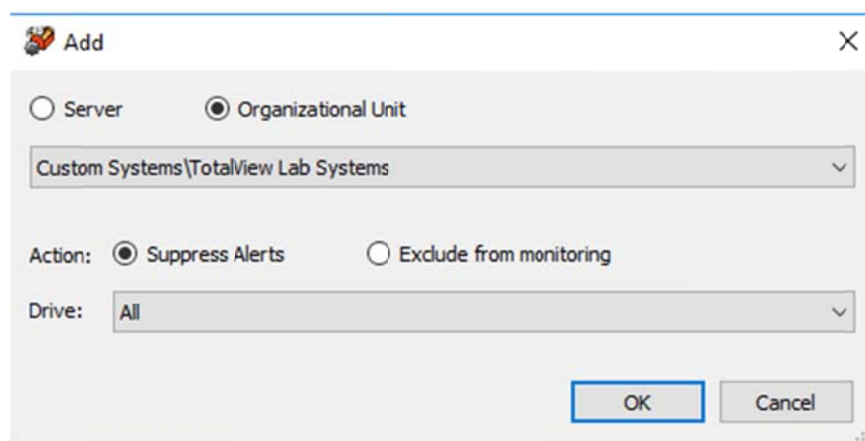 Add
Server Organizational Unit
Custom Systems\TotalView Lab Systems
Action: Suppress Alerts Exclude from monitoring
Drive: All
OK Cancel